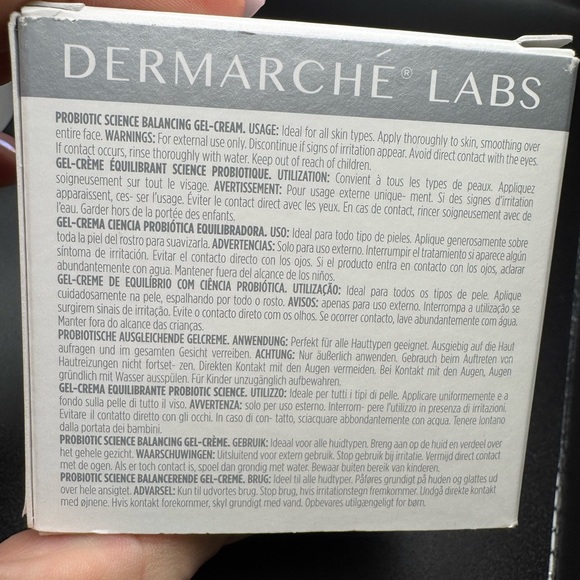 DERMARCHÉ® LABS
PROBIOTIC SCIENCE BALANCING GEL-CREAM. USAGE: Ideal for all skin types. Apply thoroughly to skin, smoothing over
entire face. WARNINGS: For external use only. Discontinue if signs of irritation appear. Avoid direct contact with the eyes.
If contact occurs, rinse thoroughly with water. Keep out of reach of children.
GEL-CRÈME ÉQUILIBRANT SCIENCE PROBIOTIQUE. UTILIZATION: Convient à tous les types de peaux. Appliquez
soigneusement sur tout le visage. AVERTISSEMENT: Pour usage externe unique- ment. Si des signes d'irritation
apparaissent, ces- ser l'usage. Éviter le contact direct avec les yeux. En cas de contact, rincer soigneusement avec de
l'eau. Garder hors de la portée des enfants.
GEL-CREMA CIENCIA PROBIÓTICA EQUILIBRADORA. USO: Ideal para todo tipo de pieles. Aplique generosamente sobre
toda la piel del rostro para suavizarla. ADVERTENCIAS: Solo para uso externo. Interrumpir el tratamiento si aparece algún
síntoma de irritación. Evitar el contacto directo con los ojos. Si el producto entra en contacto con los ojos, aclarar
abundantemente con agua. Mantener fuera del alcance de los niños.
GEL-CREME DE EQUILÍBRIO COM CIÊNCIA PROBIÓTICA. UTILIZAÇÃO: Ideal para todos os tipos de pele. Aplique
cuidadosamente na pele, espalhando por todo o rosto. AVISOS: apenas para uso externo. Interrompa a utilização se
surgirem sinais de irritação. Evite o contacto direto com os olhos. Se ocorrer contacto, lave abundantemente com água.
Manter fora do alcance das crianças.
PROBIOTISCHE AUSGLEICHENDE GELCREME. ANWENDUNG: Perfekt für alle Hauttypen geeignet. Ausgiebig auf die Haut
aufragen und im gesamten Gesicht verreiben. ACHTUNG: Nur äußerlich anwenden. Gebrauch beim Auftreten von
Hautreizungen nicht fortset- zen. Direkten Kontakt mit den Augen vermeiden. Bei Kontakt mit den Augen, Augen
gründlich mit Wasser ausspülen. Für Kinder unzugänglich aufbewahren.
GEL-CREMA EQUILIBRANTE PROBIOTIC SCIENCE. UTILIZZO: Ideale per tutti i tipi di pelle. Applicare uniformemente e a
fondo sulla pelle di tutto il viso. AVVERTENZA: solo per uso esterno. Interrom- pere l'utilizzo in presenza di irritazioni.
Evitare il contatto diretto con gli occhi. In caso di con- tatto, sciacquare abbondantemente con acqua. Tenere lontano
dalla portata dei bambini.
PROBIOTIC SCIENCE BALANCING GEL-CRÈME. GEBRUIK: Ideaal voor alle huidtypen. Breng aan op de huid en verdeel over
het gehele gezicht. WAARSCHUWINGEN: Uitsluitend voor extern gebruik. Stop gebruik bij irritatie. Vermijd direct contact
met de ogen. Als er toch contact is, spoel dan grondig met water. Bewaar buiten bereik van kinderen.
PROBIOTIC SCIENCE BALANCERENDE GEL-CREME. BRUG: Ideel til alle hudtyper. Påføres grundigt på huden og glattes ud
over hele ansigtet. ADVARSEL: Kun til udvortes brug. Stop brug, hvis irritationstegn fremkommer. Undgå direkte kontakt
med øjnene. Hvis kontakt forekommer, skyl grundigt med vand. Opbevares utilgængeligt for børn.